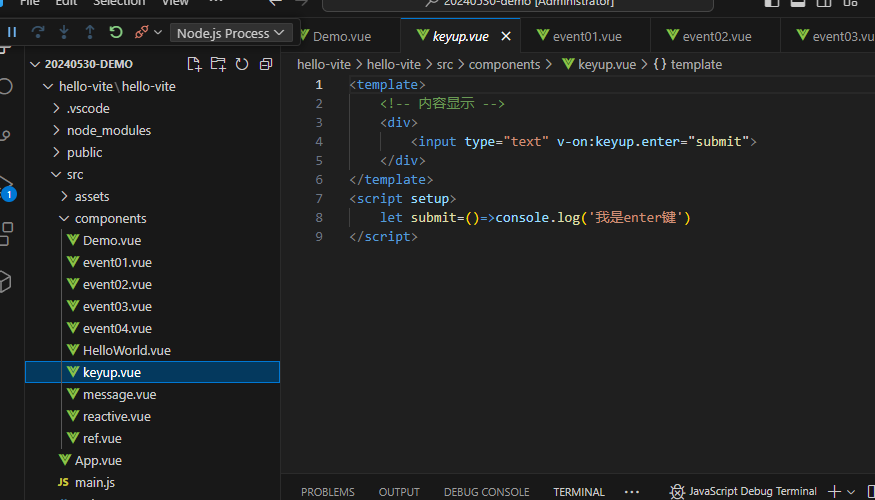 File Edit Selection View ...
20240530-demo [Administrator]
Node.js Process
Demo.vue keyup.vue event01.vue event02.vue event03.vu
20240530-DEMO
hello-vite > hello-vite > src > components > keyup.vue > {} template
hello-vite \ hello-vite
.vscode
node_modules
public
src
assets
components
Demo.vue
event01.vue
event02.vue
event03.vue
event04.vue
HelloWorld.vue
keyup.vue
message.vue
reactive.vue
ref.vue
App.vue
JS main.js
1
1 <template>
2 <!-- 内容显示 -->
3 <div>
4 <input type="text" v-on:keyup.enter="submit">
5 </div>
6 </template>
7 <script setup>
8 let submit=()=>console.log('我是enter键')
9 </script>
PROBLEMS OUTPUT DEBUG CONSOLE TERMINAL ... JavaScript Debug Terminal